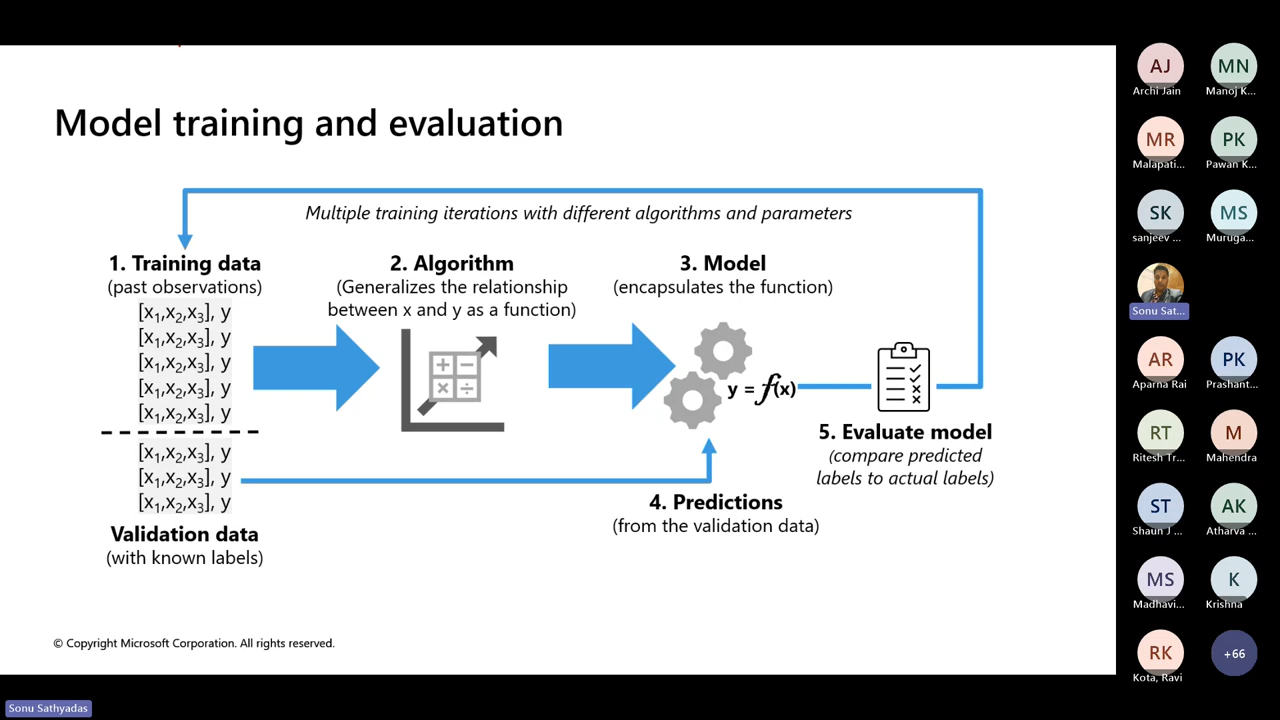 Model training and evaluation
Multiple training iterations with different algorithms and parameters
1. Training data
(past observations)
[x₁,x₂,x₃], y
[x₁,x₂,x₃], y
[x₁,x₂,x₃], y
[x₁,x₂,x₃], y
[x₁,x₂,x₃], y
[x₁,x₂,x₃], y
[x₁,x₂,x₃], y
[x₁,x₂,x₃], y
Validation data
(with known labels)
2. Algorithm
(Generalizes the relationship
between x and y as a function)
+ −
× ÷
3. Model
(encapsulates the function)
y = f(x)
4. Predictions
(from the validation data)
5. Evaluate model
(compare predicted
labels to actual labels)
© Copyright Microsoft Corporation. All rights reserved.
Sonu Sathyadas
AJ
Archi Jain
MN
Manoj K...
MR
Malapati...
PK
Pawan K...
SK
sanjeev ...
MS
Muruga...
Sonu Sat...
AR
Aparna Rai
PK
Prashant...
RT
Ritesh Tr...
M
Mahendra
ST
Shaun J ...
AK
Atharva ...
MS
Madhavi...
K
Krishna
RK
Kota, Ravi
+66